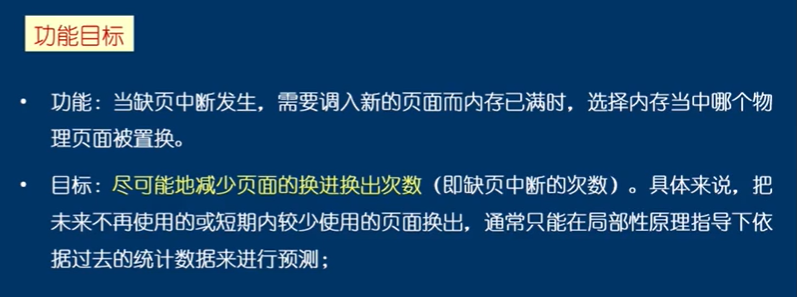 功能目标
• 功能：当缺页中断发生，需要调入新的页面而内存已满时，选择内存当中哪个物
理页面被置换。
• 目标：尽可能地减少页面的换进换出次数（即缺页中断的次数）。具体来说，把
未来不再使用的或短期内较少使用的页面换出，通常只能在局部性原理指导下依
据过去的统计数据来进行预测；